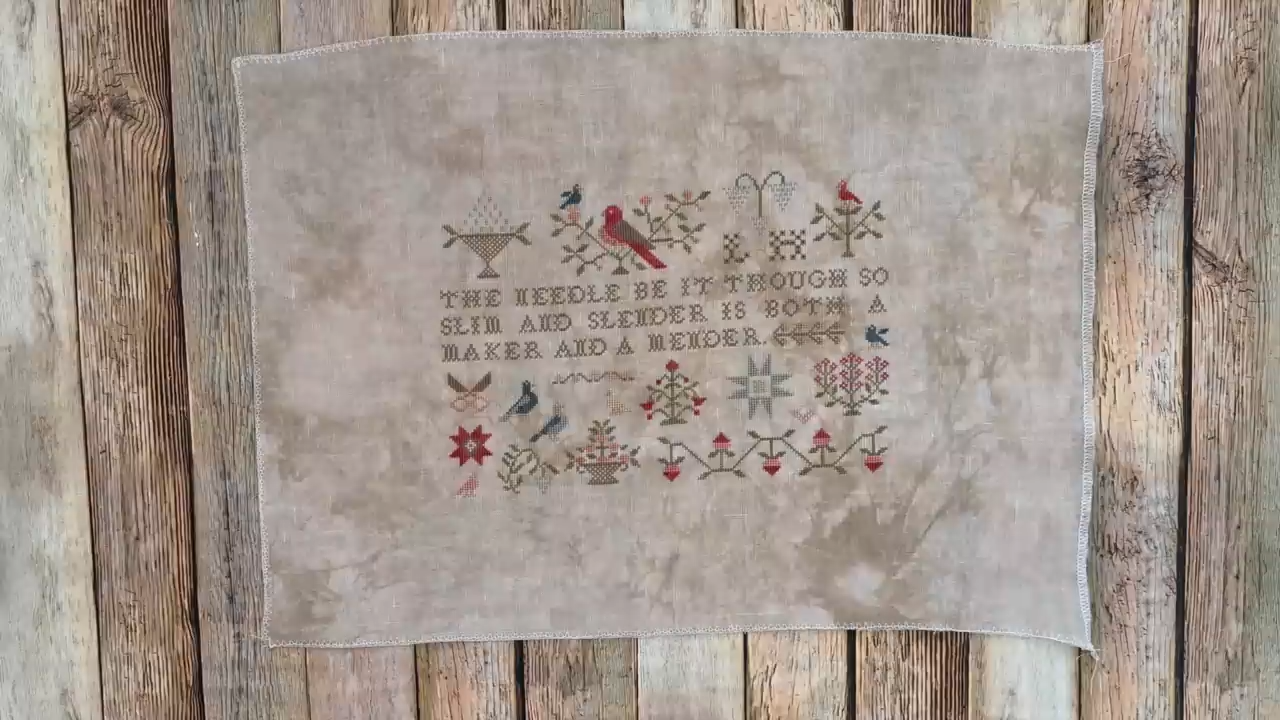 L H
THE NEEDLE BE IT THOUGH SO
SLIM AND SLENDER IS BOTH A
MAKER AND A MENDER.